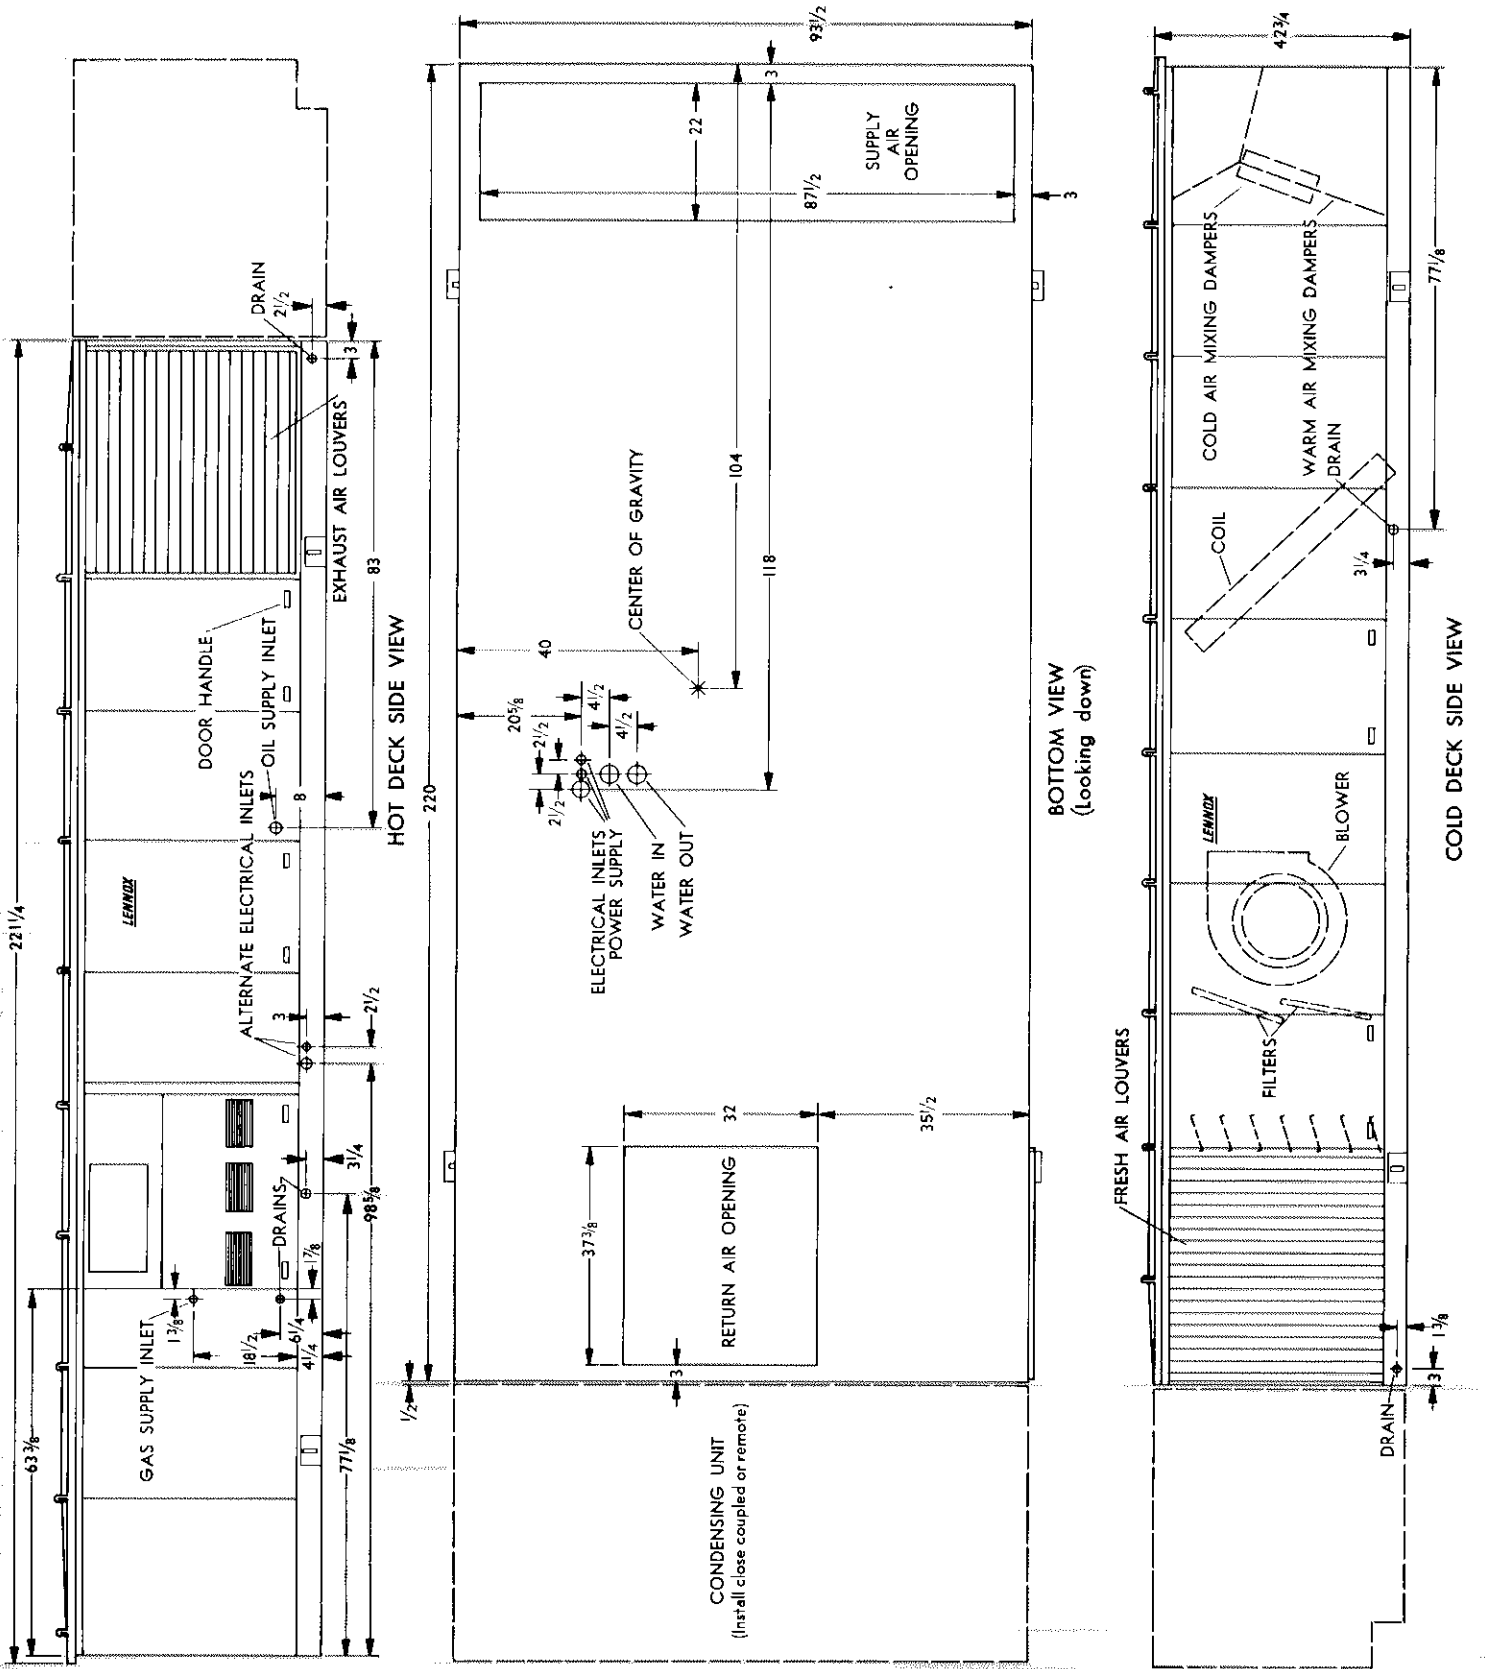 221 1/4
63 3/8
GAS SUPPLY INLET
1 3/8
18 1/2
6 1/4
4 1/4
1 7/8
DRAINS
77 1/8
98 5/8
3 1/4
ALTERNATE ELECTRICAL INLETS
3
2 1/2
LENNOX
DOOR HANDLE
OIL SUPPLY INLET
8
83
EXHAUST AIR LOUVERS
DRAIN
2 1/2
3
HOT DECK SIDE VIEW
220
1/2
CONDENSING UNIT
(Install close coupled or remote)
3
37 3/8
RETURN AIR OPENING
32
35 1/2
ELECTRICAL INLETS
POWER SUPPLY
WATER IN
WATER OUT
2 1/2
2 1/2
20 5/8
4 1/2
4 1/2
40
CENTER OF GRAVITY
118
104
22
87 1/2
SUPPLY
AIR
OPENING
3
3
93 1/2
BOTTOM VIEW
(Looking down)
FRESH AIR LOUVERS
DRAIN
3
1 3/8
FILTERS
LENNOX
BLOWER
COIL
3 1/4
COLD AIR MIXING DAMPERS
WARM AIR MIXING DAMPERS
DRAIN
77 1/8
42 3/4
COLD DECK SIDE VIEW